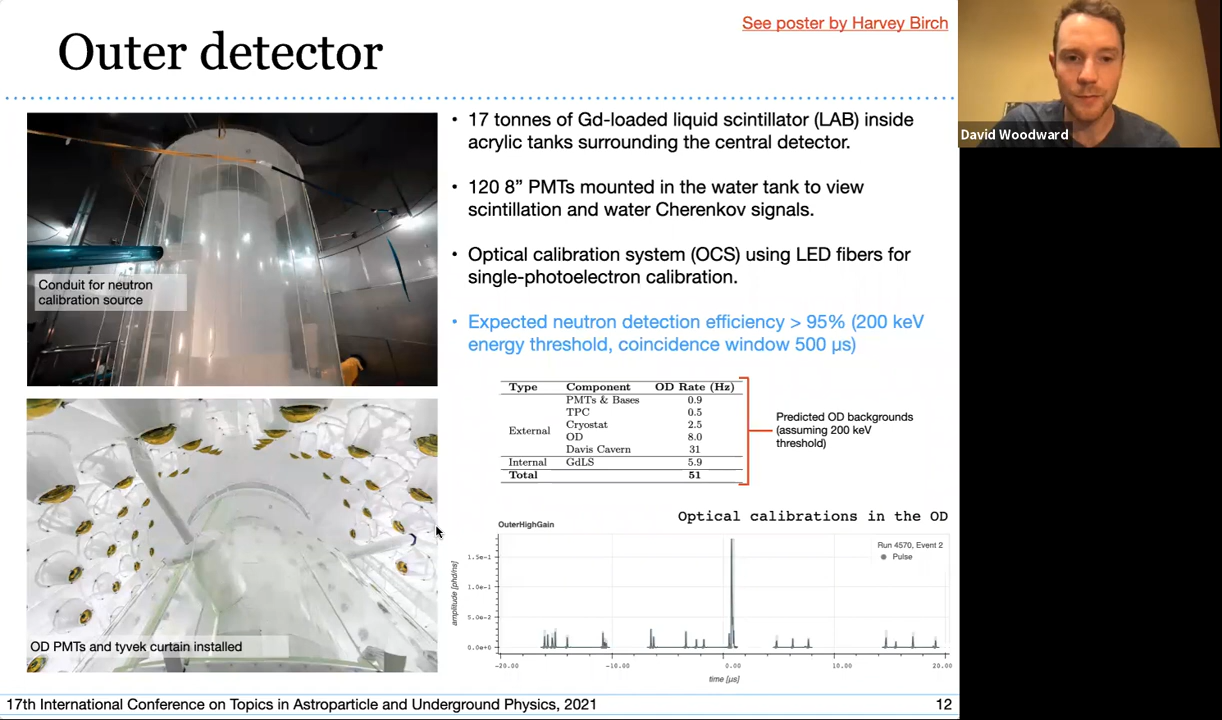 See poster by Harvey Birch
Outer detector
David Woodward
Conduit for neutron
calibration source
OD PMTs and tyvek curtain installed
• 17 tonnes of Gd-loaded liquid scintillator (LAB) inside
acrylic tanks surrounding the central detector.
• 120 8” PMTs mounted in the water tank to view
scintillation and water Cherenkov signals.
• Optical calibration system (OCS) using LED fibers for
single-photoelectron calibration.
• Expected neutron detection efficiency > 95% (200 keV
energy threshold, coincidence window 500 µs)
Type Component OD Rate (Hz)
PMTs & Bases 0.9
TPC 0.5
Cryostat 2.5
External
OD 8.0
Davis Cavern 31
Internal GdLS 5.9
Total 51
Predicted OD backgrounds
(assuming 200 keV
threshold)
Optical calibrations in the OD
OuterHighGain
Run 4570, Event 2
Pulse
amplitude [phd/ns]
1.5e-1
1.0e-1
5.0e-2
0.0e+0
-20.00 -10.00 0.00 10.00 20.00
time [µs]
17th International Conference on Topics in Astroparticle and Underground Physics, 2021 12